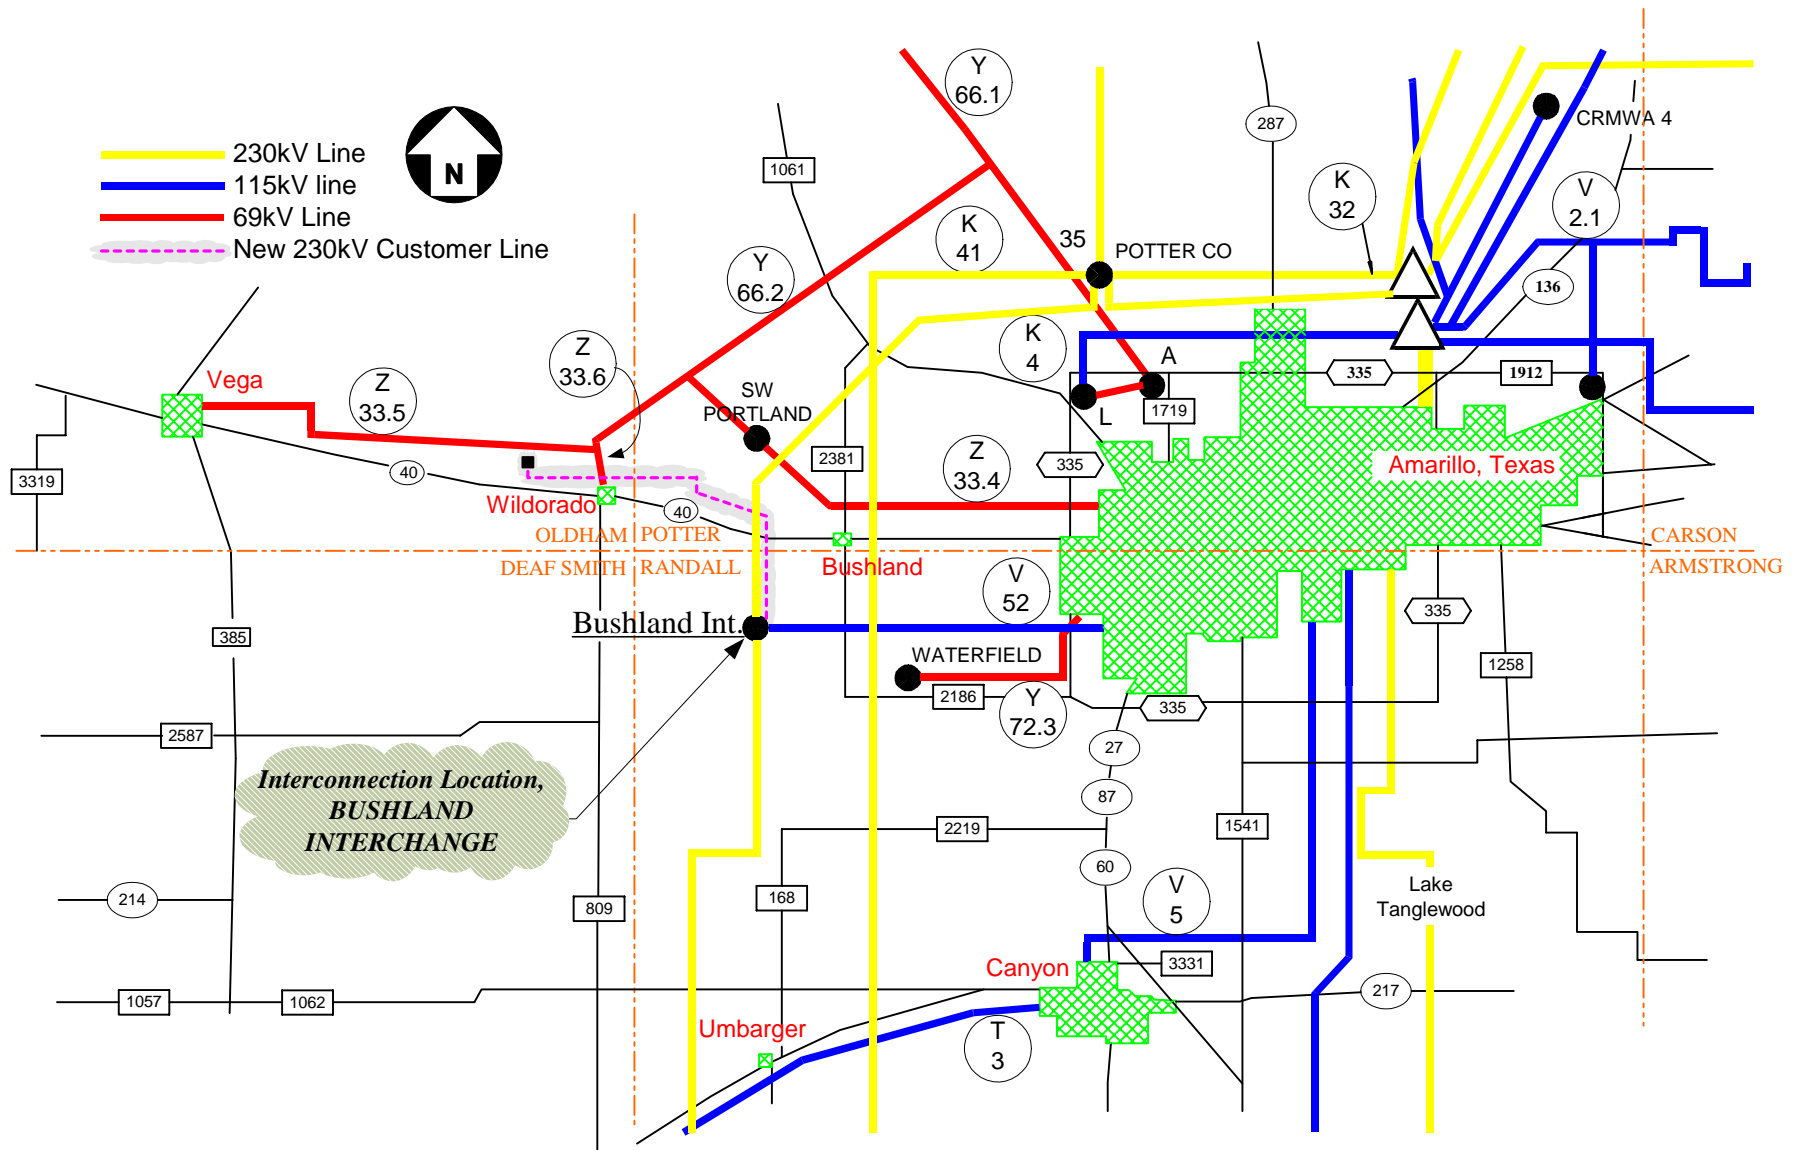 230kV Line
115kV line
69kV Line
New 230kV Customer Line
N
Y
66.1
1061
K
41
35
POTTER CO
287
K
32
CRMWA 4
V
2.1
136
Y
66.2
Z
33.6
K
4
A
L
335
1912
1719
Vega
Z
33.5
SW
PORTLAND
2381
Z
33.4
335
Amarillo, Texas
3319
40
Wildorado
40
OLDHAM
POTTER
DEAF SMITH
RANDALL
Bushland
CARSON
ARMSTRONG
V
52
335
385
Bushland Int.
WATERFIELD
2186
Y
72.3
335
1258
2587
27
Interconnection Location,
BUSHLAND
INTERCHANGE
87
2219
1541
60
214
809
168
V
5
Lake
Tanglewood
Canyon
3331
217
1057
1062
Umbarger
T
3